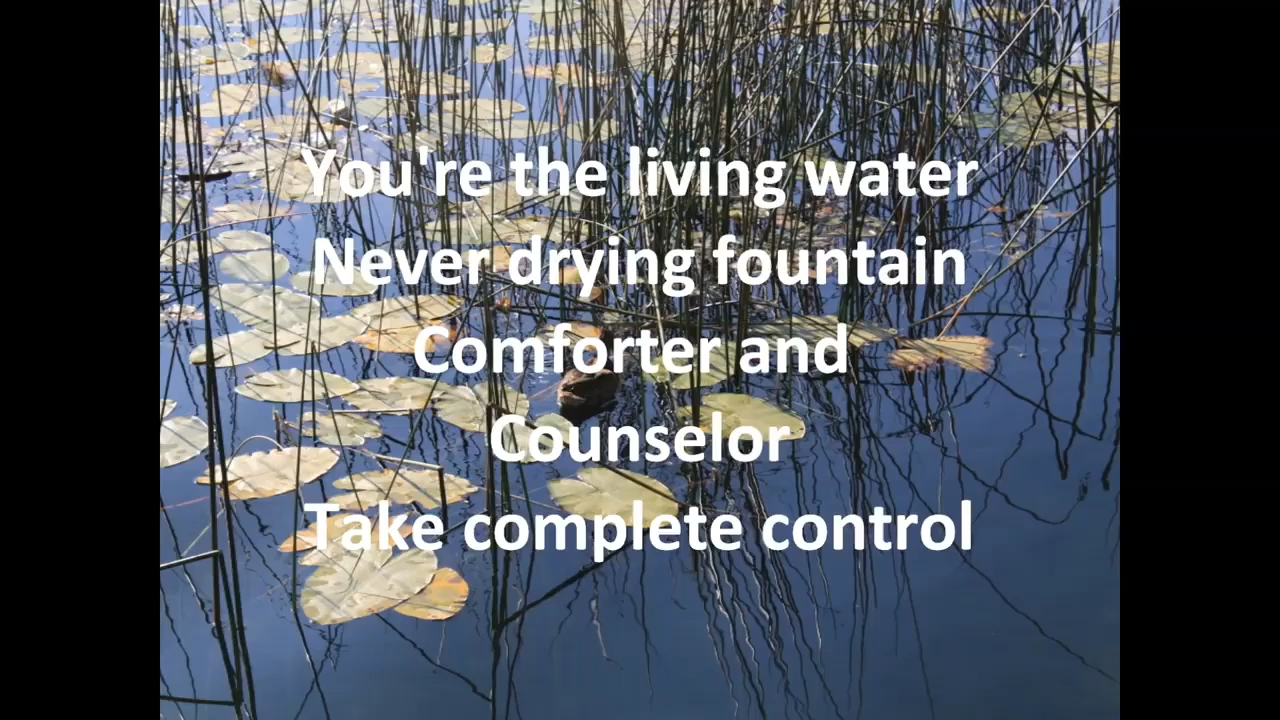 You're the living water
Never drying fountain
Comforter and
Counselor
Take complete control